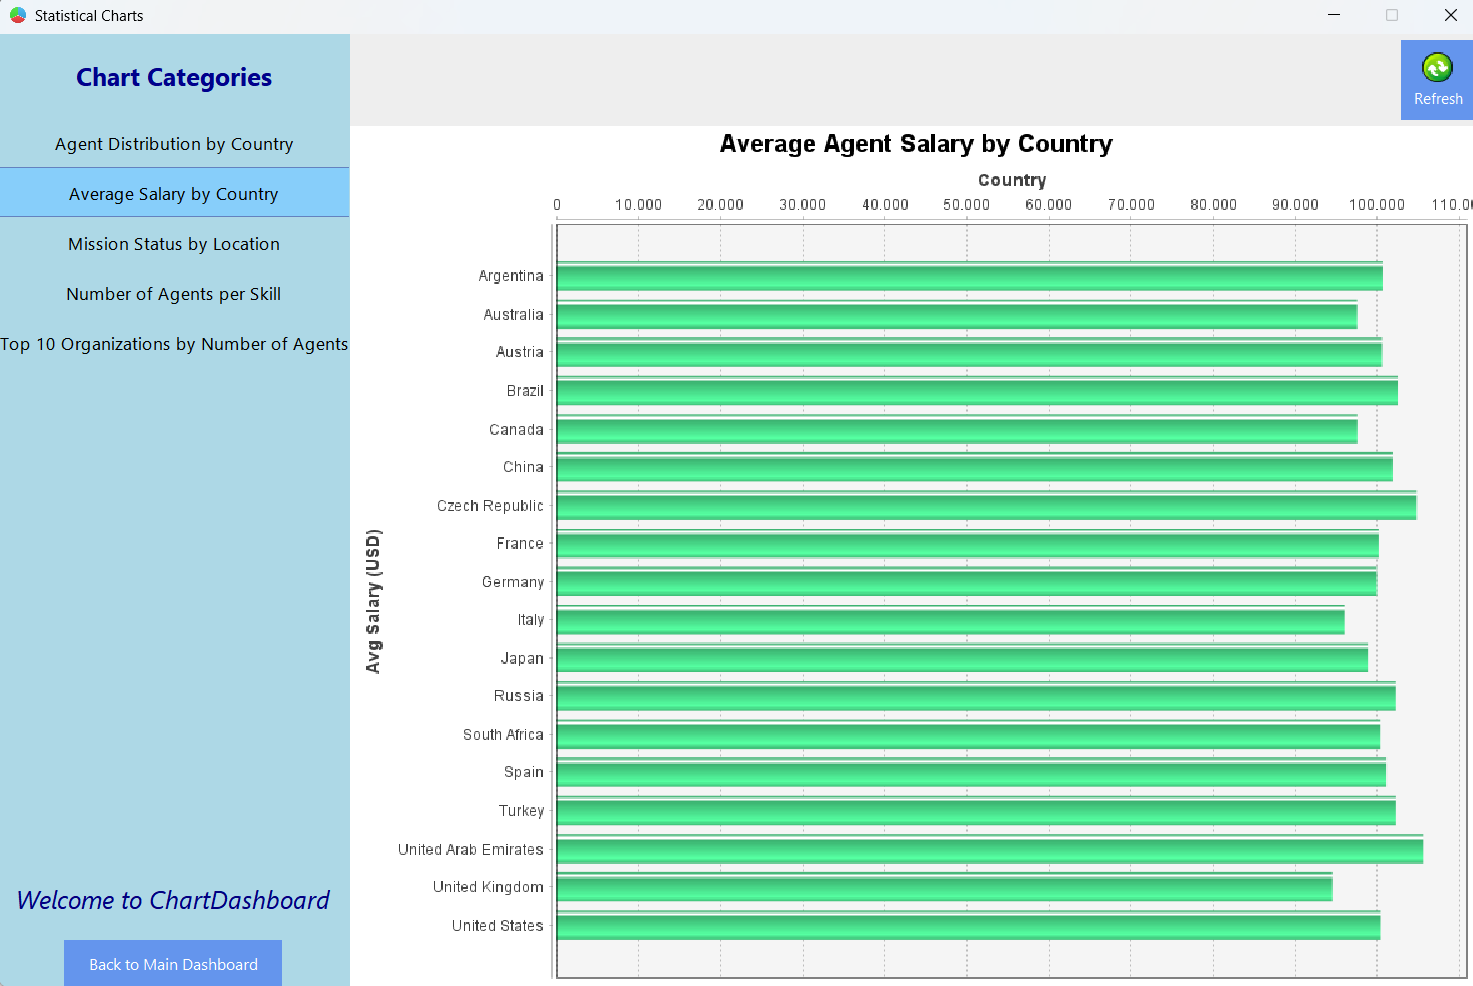 Statistical Charts
Chart Categories
Agent Distribution by Country
Average Salary by Country
Mission Status by Location
Number of Agents per Skill
Top 10 Organizations by Number of Agents
Welcome to ChartDashboard
Back to Main Dashboard
Refresh
Average Agent Salary by Country
Country
0 10.000 20.000 30.000 40.000 50.000 60.000 70.000 80.000 90.000 100.000 110.0
Avg Salary (USD)
Argentina
Australia
Austria
Brazil
Canada
China
Czech Republic
France
Germany
Italy
Japan
Russia
South Africa
Spain
Turkey
United Arab Emirates
United Kingdom
United States